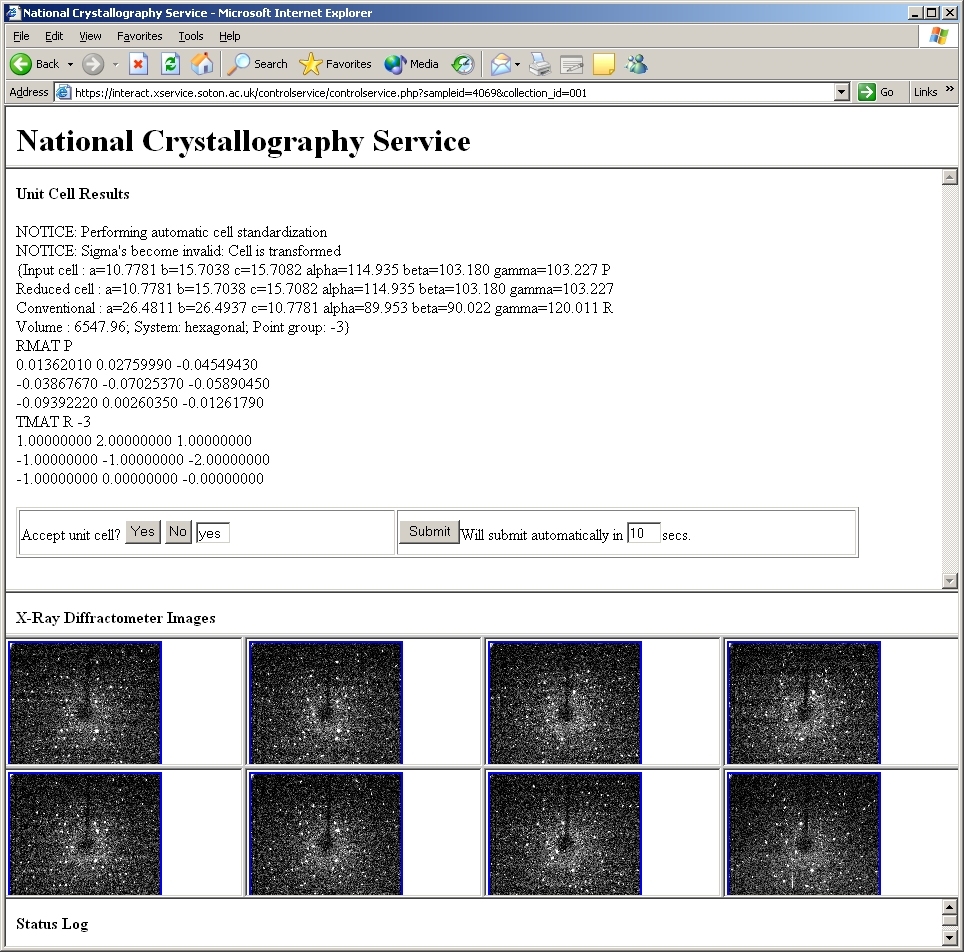 National Crystallography Service - Microsoft Internet Explorer
File Edit View Favorites Tools Help
Back Search Favorites Media
Address https://interact.xservice.soton.ac.uk/controlservice/controlservice.php?sampleid=4069&collection_id=001 Go Links »
National Crystallography Service
Unit Cell Results
NOTICE: Performing automatic cell standardization
NOTICE: Sigma's become invalid: Cell is transformed
{Input cell : a=10.7781 b=15.7038 c=15.7082 alpha=114.935 beta=103.180 gamma=103.227 P
Reduced cell : a=10.7781 b=15.7038 c=15.7082 alpha=114.935 beta=103.180 gamma=103.227
Conventional : a=26.4811 b=26.4937 c=10.7781 alpha=89.953 beta=90.022 gamma=120.011 R
Volume : 6547.96; System: hexagonal; Point group: -3}
RMAT P
0.01362010 0.02759990 -0.04549430
-0.03867670 -0.07025370 -0.05890450
-0.09392220 0.00260350 -0.01261790
TMAT R -3
1.00000000 2.00000000 1.00000000
-1.00000000 -1.00000000 -2.00000000
-1.00000000 0.00000000 -0.00000000
Accept unit cell? Yes No yes Submit Will submit automatically in 10 secs.
X-Ray Diffractometer Images
Status Log